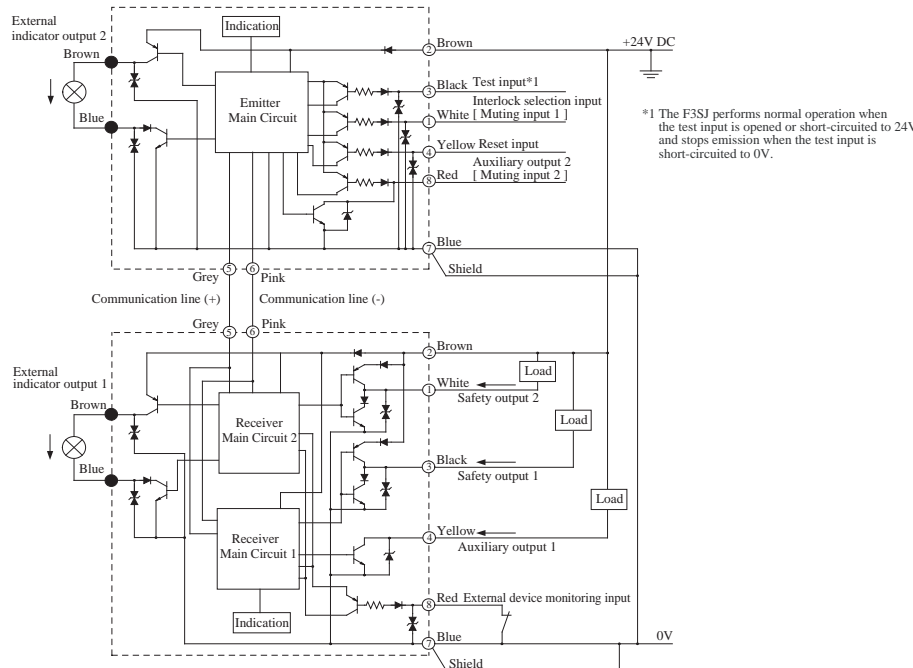 External
indicator output 2
Indication
Brown
Blue
Emitter
Main Circuit
2 Brown
+24V DC
3 Black Test input*1
Interlock selection input
1 White [ Muting input 1 ]
4 Yellow Reset input
Auxiliary output 2
8 Red [ Muting input 2 ]
*1 The F3SJ performs normal operation when
the test input is opened or short-circuited to 24V
and stops emission when the test input is
short-circuited to 0V.
7 Blue
Shield
Grey 5 6 Pink
Communication line (+) Communication line (-)
Grey 5 6 Pink
External
indicator output 1
Brown
Blue
2 Brown
Load
1 White
Safety output 2
Receiver
Main Circuit 2
Load
3 Black
Safety output 1
Load
Receiver
Main Circuit 1
4 Yellow
Auxiliary output 1
Indication
8 Red External device monitoring input
7 Blue
0V
Shield